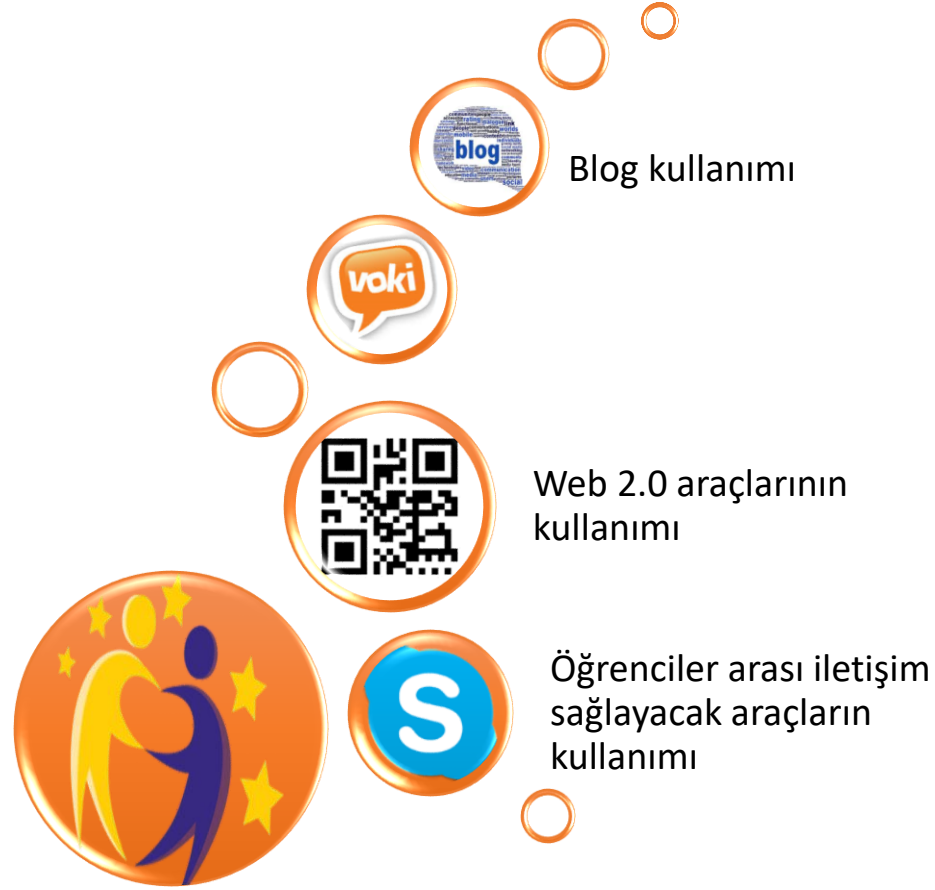 blog
Blog kullanımı
voki
Web 2.0 araçlarının
kullanımı
S
Öğrenciler arası iletişim
sağlayacak araçların
kullanımı